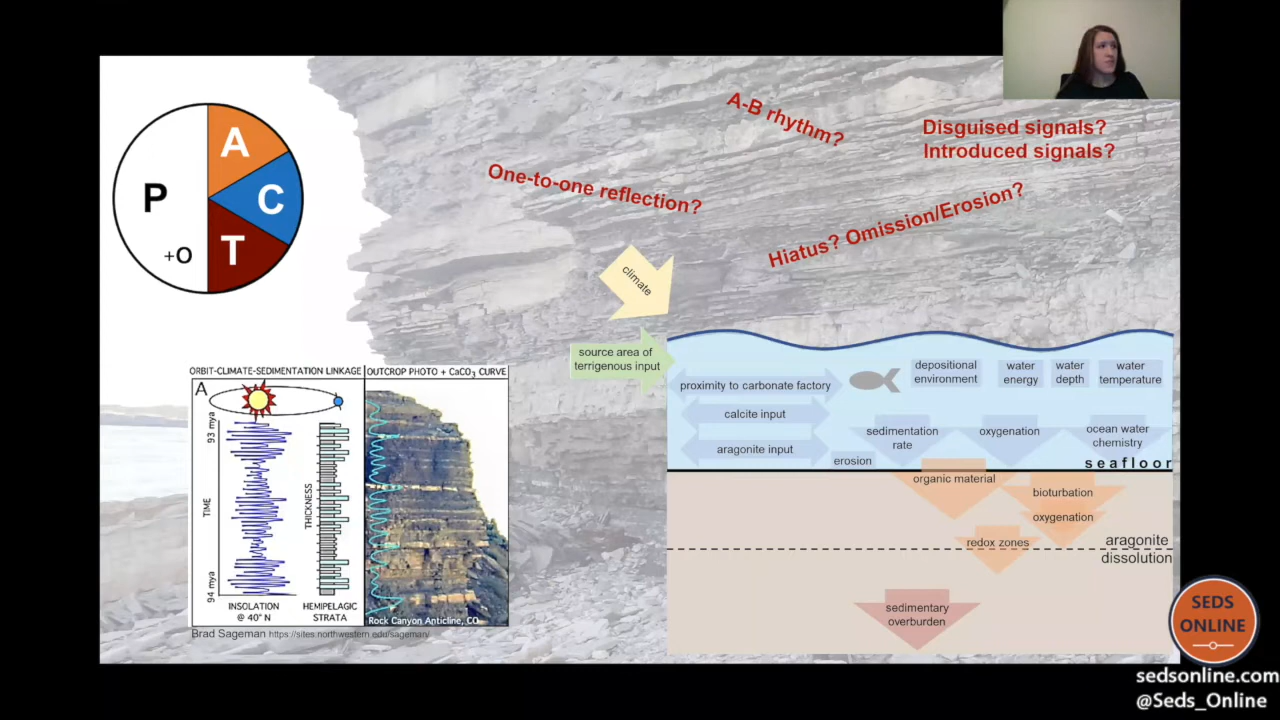 A
C
T
P
+O
A-B rhythm?
Disguised signals?
Introduced signals?
One-to-one reflection?
Hiatus? Omission/Erosion?
climate
source area of
terrigenous input
proximity to carbonate factory
calcite input
aragonite input
depositional
environment
water
energy
water
depth
water
temperature
sedimentation
rate
oxygenation
ocean water
chemistry
erosion
seafloor
organic material
bioturbation
oxygenation
redox zones
aragonite
dissolution
sedimentary
overburden
ORBIT-CLIMATE-SEDIMENTATION LINKAGE
OUTCROP PHOTO + CaCO3 CURVE
A
93 mya
TIME
94 mya
THICKNESS
INSOLATION
@ 40° N
HEMIPELAGIC
STRATA
Rock Canyon Anticline, CO
Brad Sageman https://sites.northwestern.edu/sageman/
SEDS
ONLINE
sedsonline.com
@Seds_Online